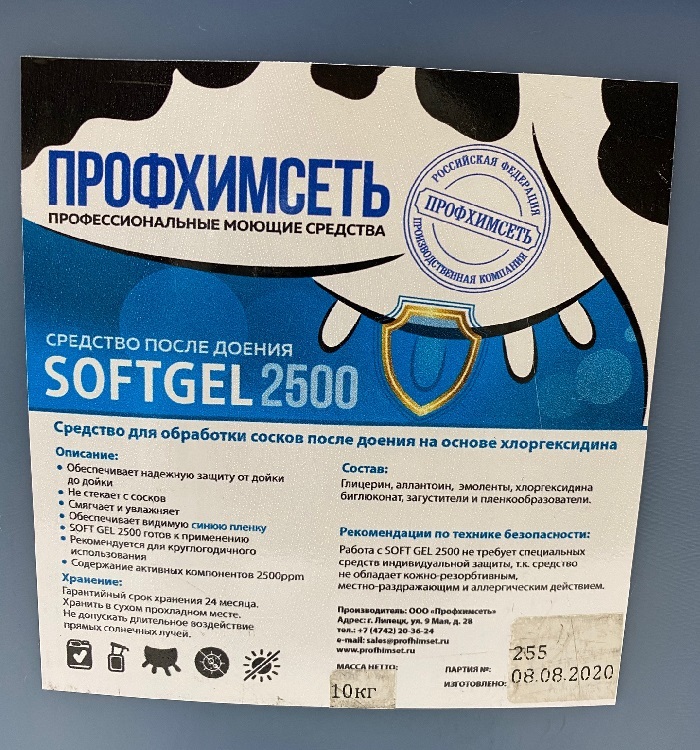 ПРОФХИМСЕТЬ
ПРОФЕССИОНАЛЬНЫЕ МОЮЩИЕ СРЕДСТВА
РОССИЙСКАЯ ФЕДЕРАЦИЯ
ПРОФХИМСЕТЬ
ПРОИЗВОДСТВЕННАЯ КОМПАНИЯ
СРЕДСТВО ПОСЛЕ ДОЕНИЯ
SOFTGEL 2500
Средство для обработки сосков после доения на основе хлоргексидина
Описание:
• Обеспечивает надежную защиту от дойки
до дойки
• Не стекает с сосков
• Смягчает и увлажняет
• Обеспечивает видимую синюю пленку
• SOFT GEL 2500 готов к применению
• Рекомендуется для круглогодичного
использования
• Содержание активных компонентов 2500ppm
Хранение:
Гарантийный срок хранения 24 месяца.
Хранить в сухом прохладном месте.
Не допускать длительное воздействие
прямых солнечных лучей.
Состав:
Глицерин, аллантоин, эмоленты, хлоргексидина
биглюконат, загустители и пленкообразователи.
Рекомендации по технике безопасности:
Работа с SOFT GEL 2500 не требует специальных
средств индивидуальной защиты, т.к. средство
не обладает кожно-резорбтивным,
местно-раздражающим и аллергическим действием.
Производитель: ООО «Профхимсеть»
Адрес: г. Липецк, ул. 9 Мая, д. 28
тел.: +7 (4742) 20-36-24
e-mail: sales@profhimset.ru
www.profhimset.ru
МАССА НЕТТО:
10кг
ПАРТИЯ №:
255
ИЗГОТОВЛЕНО:
08.08.2020